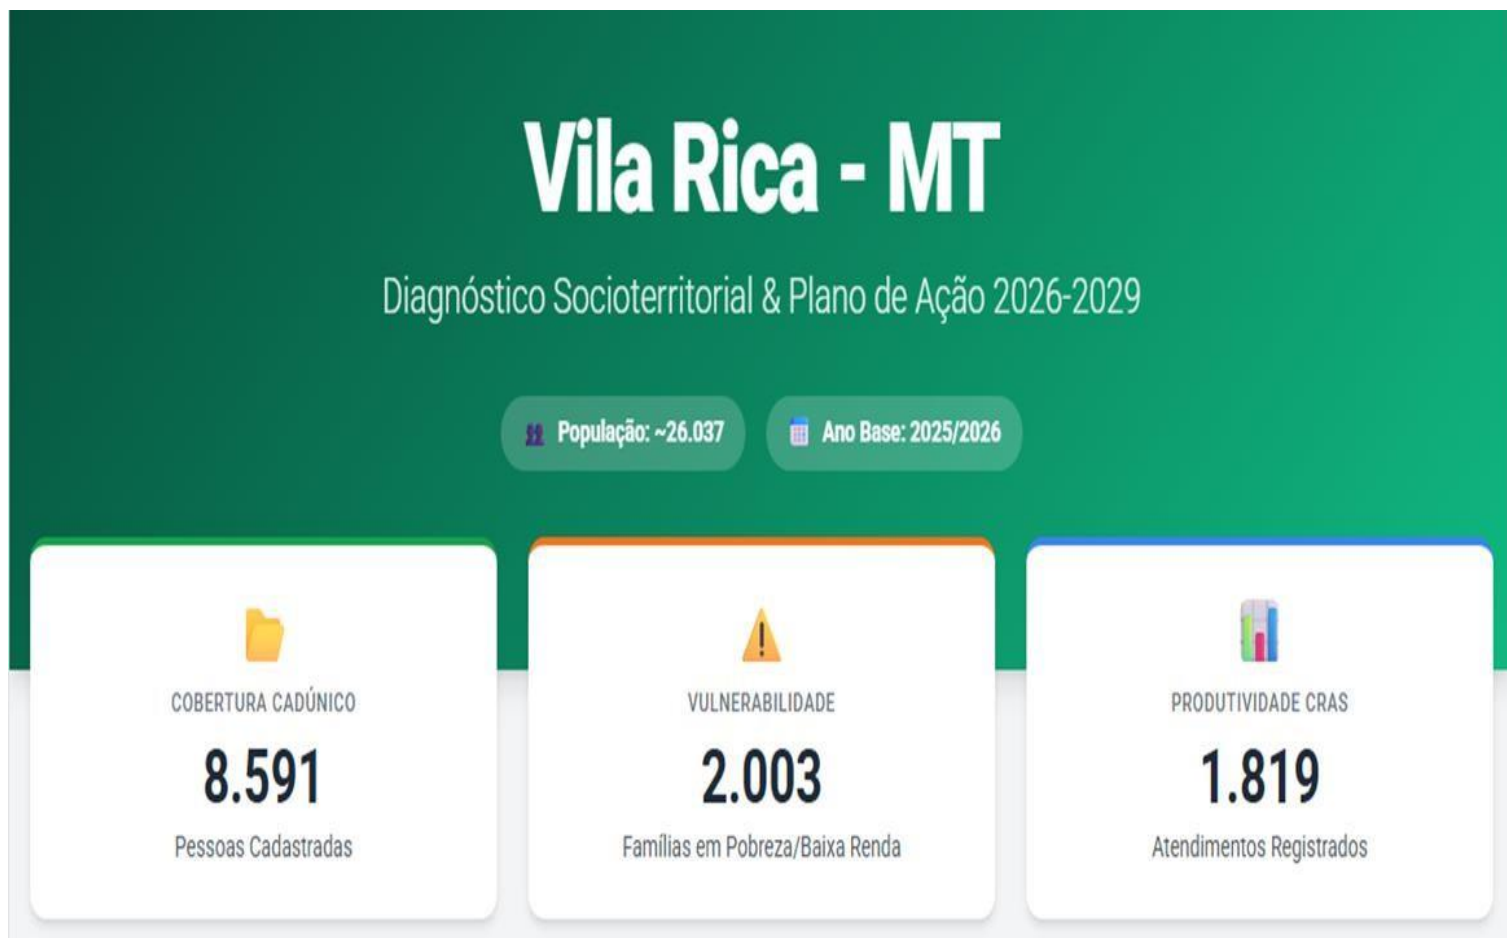 Vila Rica - MT
Diagnóstico Socioterritorial & Plano de Ação 2026-2029
População: ~26.037
Ano Base: 2025/2026
COBERTURA CADÚNICO
8.591
Pessoas Cadastradas
VULNERABILIDADE
2.003
Famílias em Pobreza/Baixa Renda
PRODUTIVIDADE CRAS
1.819
Atendimentos Registrados